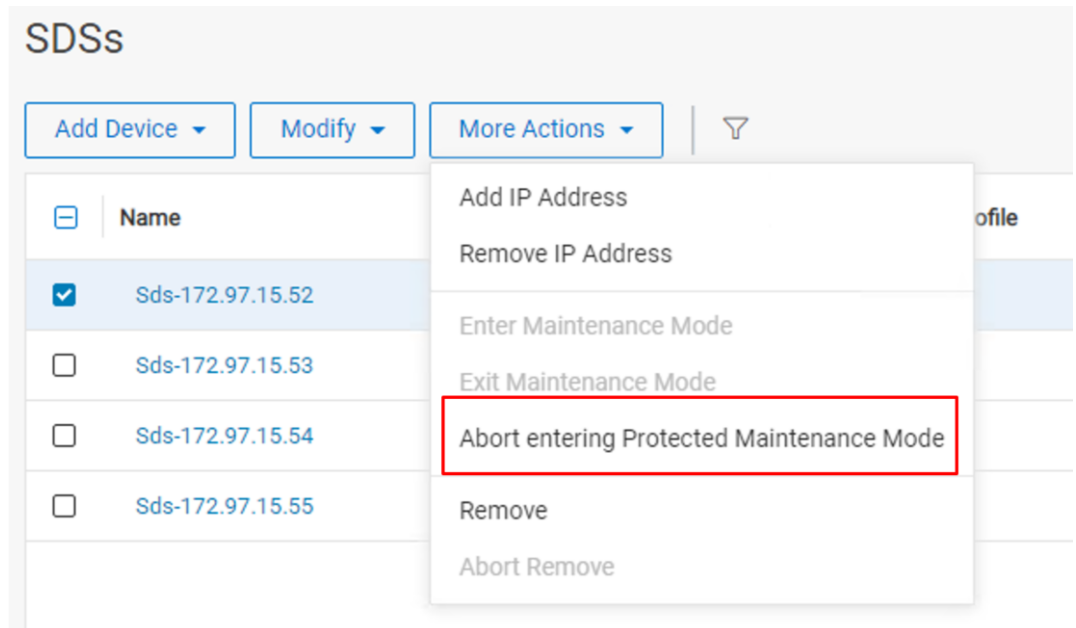 SDSs
Add Device Modify More Actions
Name
Add IP Address
ofile
Remove IP Address
Sds-172.97.15.52
Enter Maintenance Mode
Sds-172.97.15.53
Exit Maintenance Mode
Sds-172.97.15.54
Abort entering Protected Maintenance Mode
Sds-172.97.15.55
Remove
Abort Remove